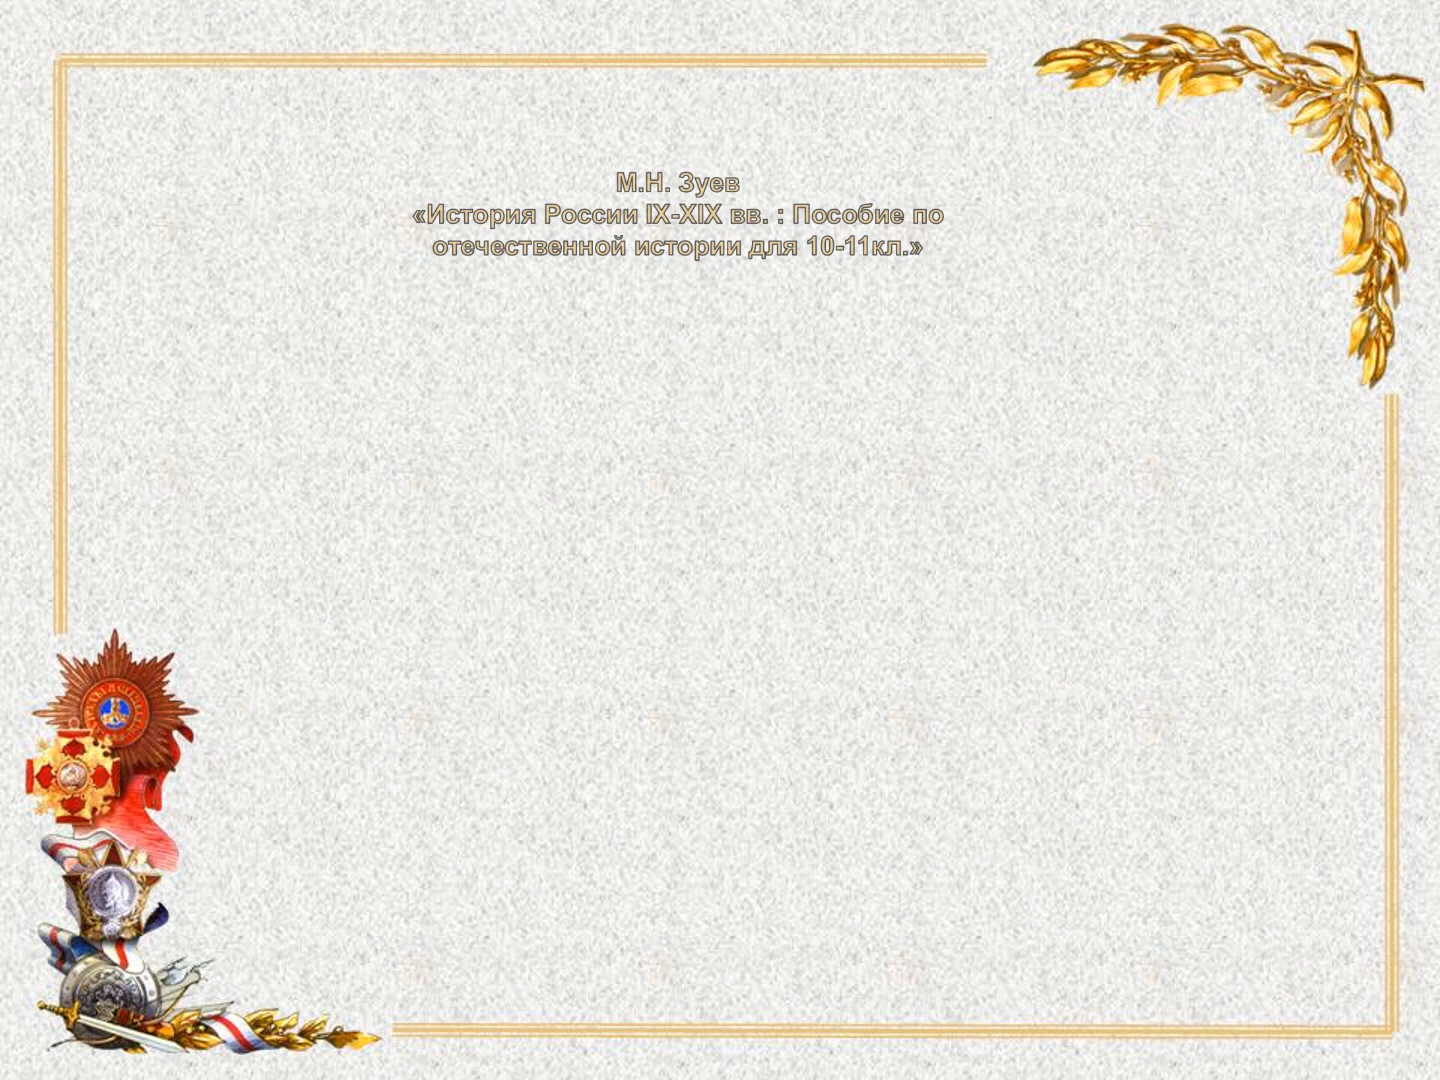 М.Н. Зуев
«История России IX-XIX вв. : Пособие по
отечественной истории для 10-11кл.»